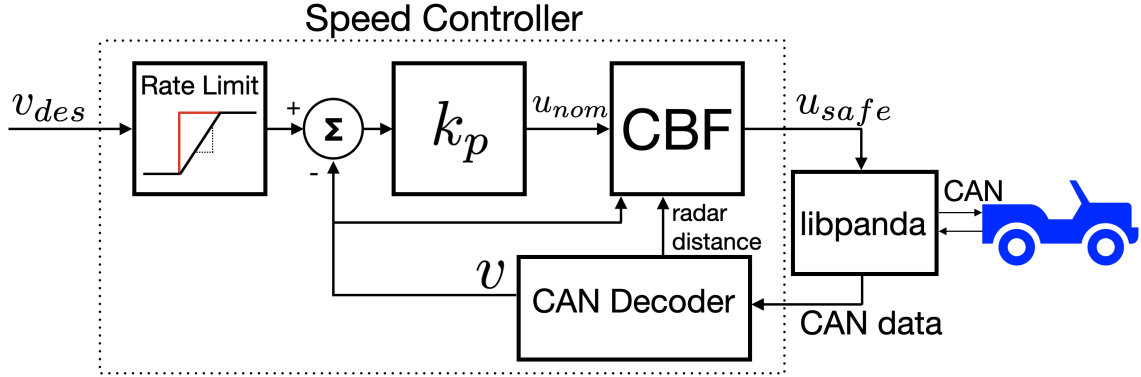 Speed Controller
v_des
Rate Limit
+
Σ
-
k_p
u_nom
CBF
u_safe
radar
distance
libpanda
CAN
v
CAN Decoder
CAN data